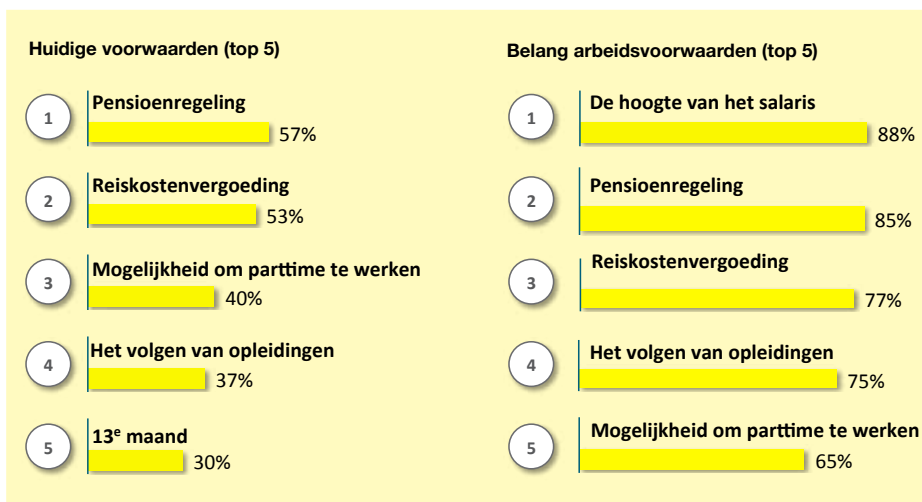 Huidige voorwaarden (top 5)
1
Pensioenregeling
57%
2
Reiskostenvergoeding
53%
3
Mogelijkheid om parttime te werken
40%
4
Het volgen van opleidingen
37%
5
13e maand
30%
Belang arbeidsvoorwaarden (top 5)
1
De hoogte van het salaris
88%
2
Pensioenregeling
85%
3
Reiskostenvergoeding
77%
4
Het volgen van opleidingen
75%
5
Mogelijkheid om parttime te werken
65%